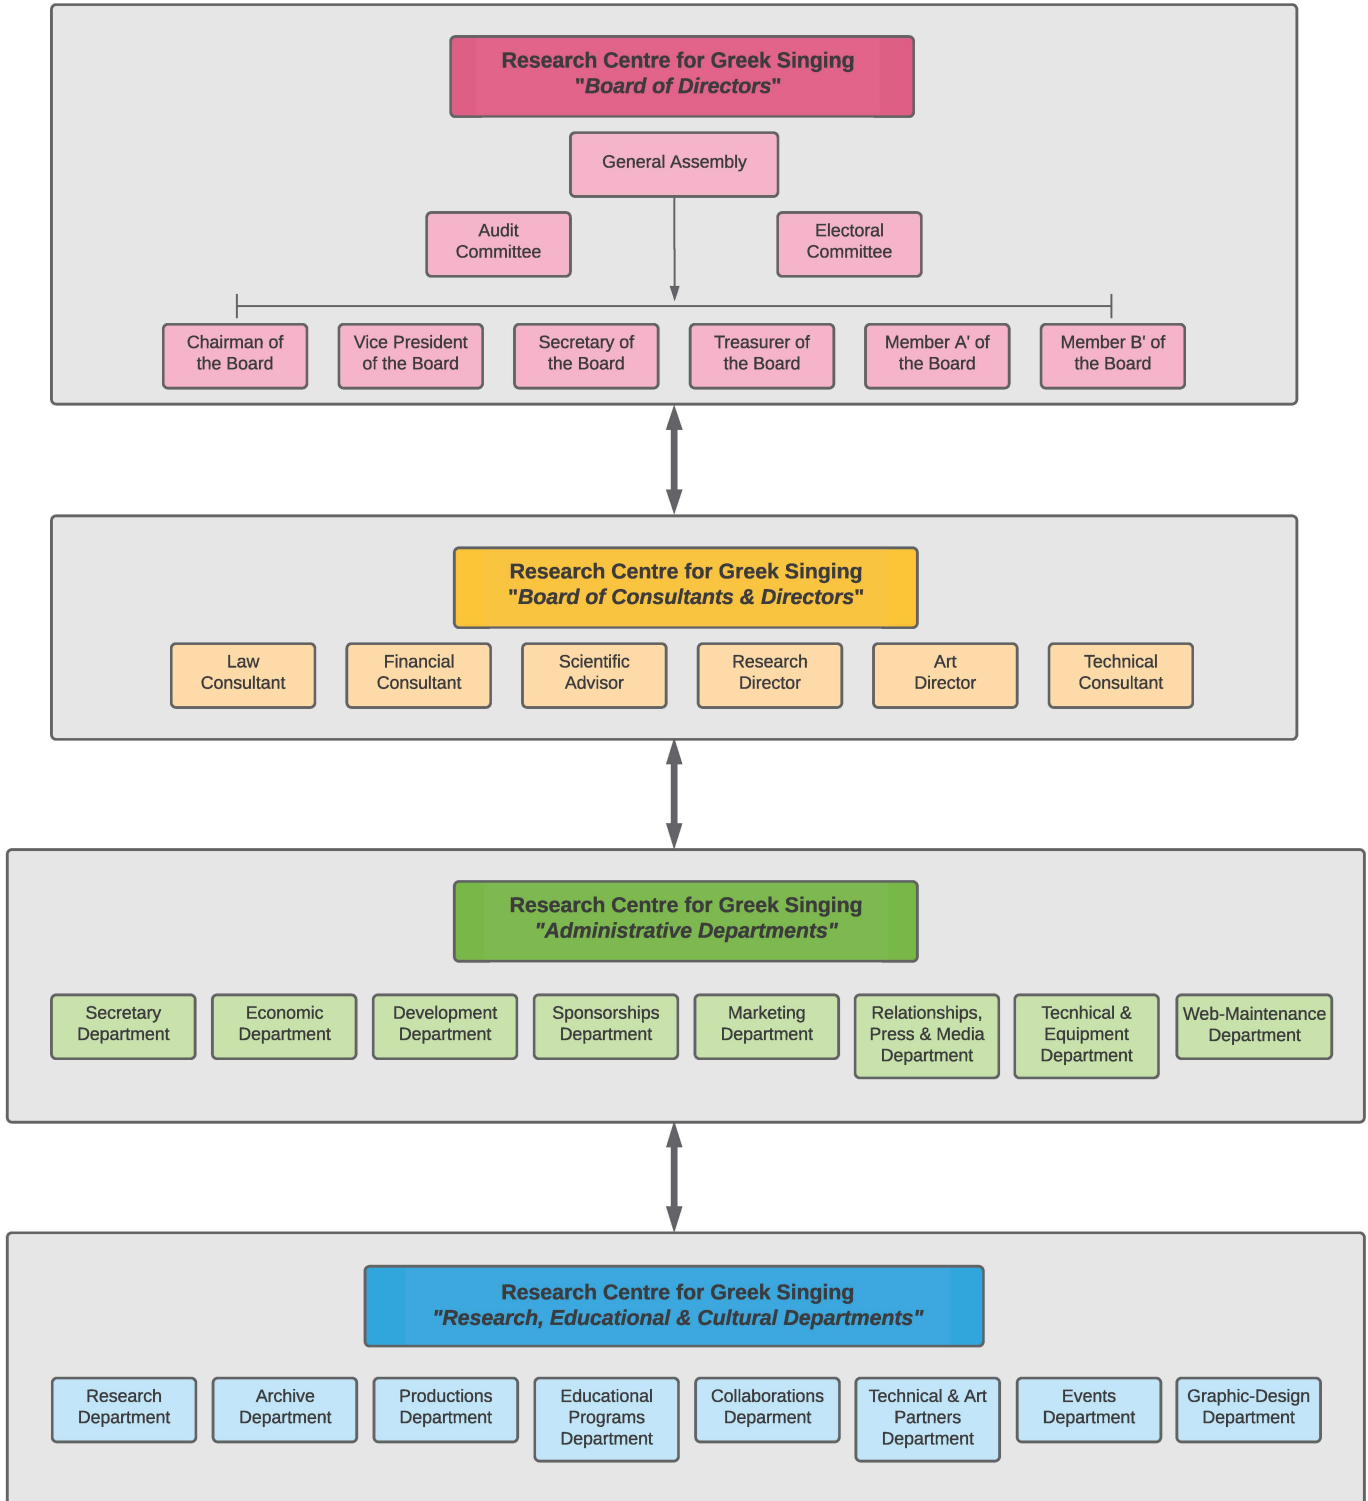 Research Centre for Greek Singing
"Board of Directors"
General Assembly
Audit
Committee
Electoral
Committee
Chairman of
the Board
Vice President
of the Board
Secretary of
the Board
Treasurer of
the Board
Member A' of
the Board
Member B' of
the Board
Research Centre for Greek Singing
"Board of Consultants & Directors"
Law
Consultant
Financial
Consultant
Scientific
Advisor
Research
Director
Art
Director
Technical
Consultant
Research Centre for Greek Singing
"Administrative Departments"
Secretary
Department
Economic
Department
Development
Department
Sponsorships
Department
Marketing
Department
Relationships,
Press & Media
Department
Tecnhical &
Equipment
Department
Web-Maintenance
Department
Research Centre for Greek Singing
"Research, Educational & Cultural Departments"
Research
Department
Archive
Department
Productions
Department
Educational
Programs
Department
Collaborations
Deparment
Technical & Art
Partners
Department
Events
Department
Graphic-Design
Department